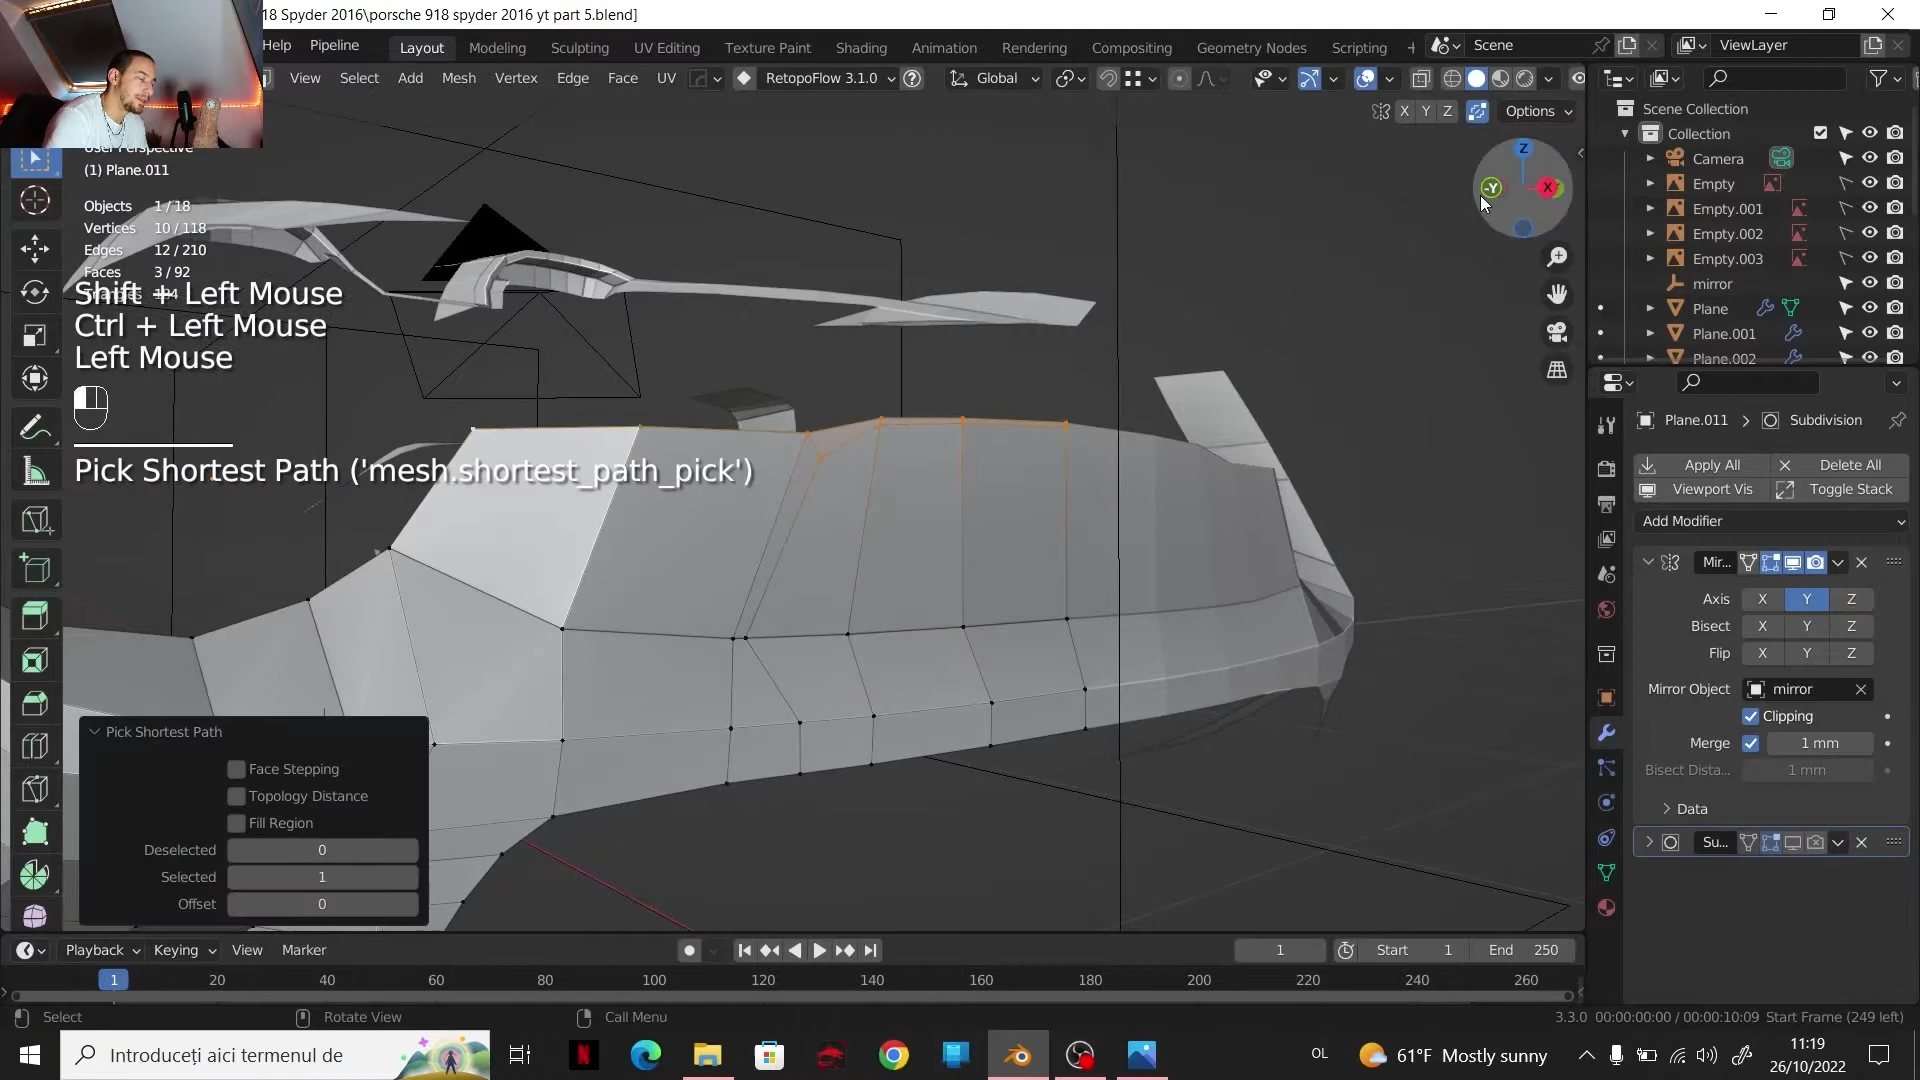 18 Spyder 2016\porsche 918 spyder 2016 yt part 5.blend]
Help Pipeline Layout Modeling Sculpting UV Editing Texture Paint Shading Animation Rendering Compositing Geometry Nodes Scripting + Scene ViewLayer
View Select Add Mesh Vertex Edge Face UV RetopoFlow 3.1.0 Global
X Y Z Options
User Perspective
(1) Plane.011
Objects 1/18
Vertices 10/118
Edges 12/210
Faces 3/92
Shift + Left Mouse
Ctrl + Left Mouse
Left Mouse
Pick Shortest Path ('mesh.shortest_path_pick')
Z
-Y X
Pick Shortest Path
Face Stepping
Topology Distance
Fill Region
Deselected 0
Selected 1
Offset 0
Scene Collection
Collection
Camera
Empty
Empty.001
Empty.002
Empty.003
mirror
Plane
Plane.001
Plane.002
Plane.011 > Subdivision
Apply All Delete All
Viewport Vis Toggle Stack
Add Modifier
Mir...
Axis X Y Z
Bisect X Y Z
Flip X Y Z
Mirror Object mirror
Clipping
Merge 1 mm
Bisect Dista... 1 mm
Data
Su...
Playback Keying View Marker 1 Start 1 End 250
1 20 40 60 80 100 120 140 160 180 200 220 240 260
Select Rotate View Call Menu 3.3.0 00:00:00:00 / 00:00:10:09 Start Frame (249 left)
Introduceți aici termenul de OL 61°F Mostly sunny 11:19
26/10/2022